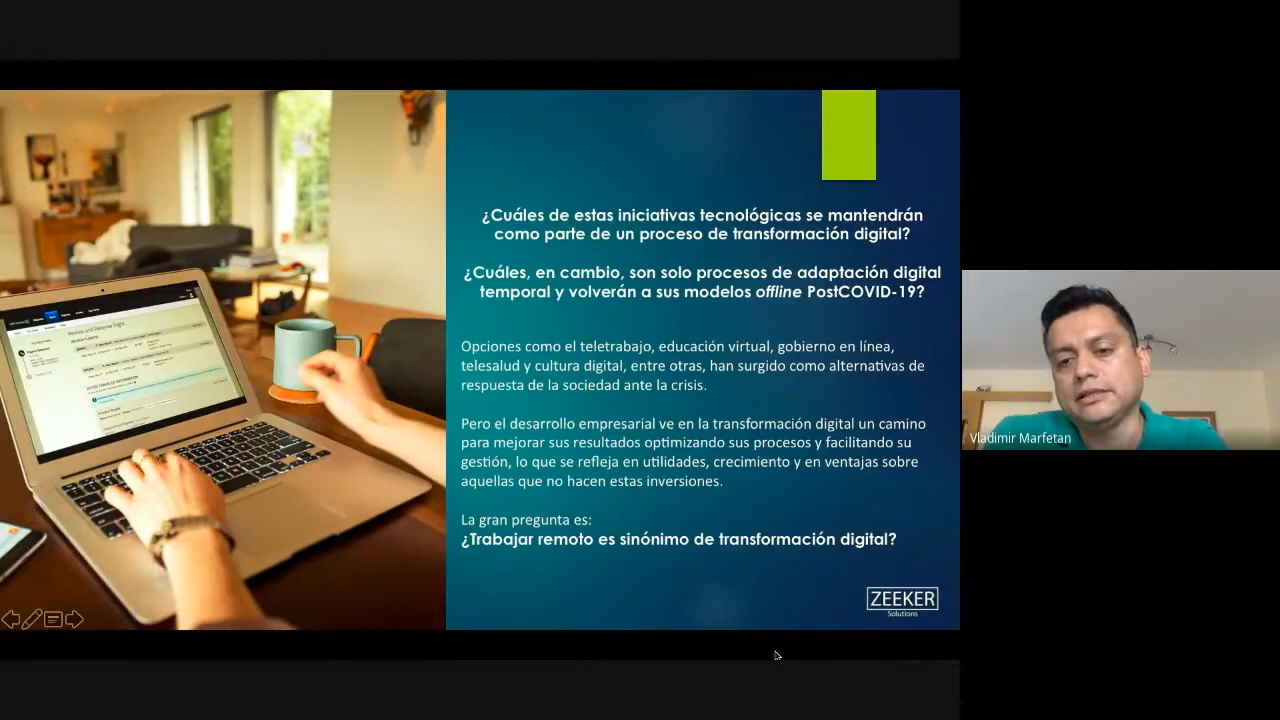 ¿Cuáles de estas iniciativas tecnológicas se mantendrán
como parte de un proceso de transformación digital?
¿Cuáles, en cambio, son solo procesos de adaptación digital
temporal y volverán a sus modelos offline PostCOVID-19?
Opciones como el teletrabajo, educación virtual, gobierno en línea,
telesalud y cultura digital, entre otras, han surgido como alternativas de
respuesta de la sociedad ante la crisis.
Pero el desarrollo empresarial ve en la transformación digital un camino
para mejorar sus resultados optimizando sus procesos y facilitando su
gestión, lo que se refleja en utilidades, crecimiento y en ventajas sobre
aquellas que no hacen estas inversiones.
La gran pregunta es:
¿Trabajar remoto es sinónimo de transformación digital?
ZEEKER
Solutions
Vladimir Marfetan
Review and Reserve Flight